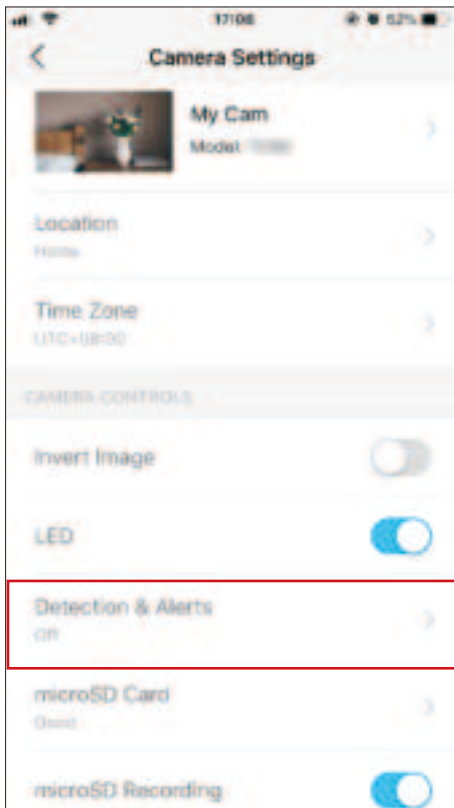 17:08 52%
Camera Settings
My Cam
Model:
Location
Home
Time Zone
UTC+08:00
CAMERA CONTROLS
Invert Image
LED
Detection & Alerts
Off
microSD Card
Good
microSD Recording